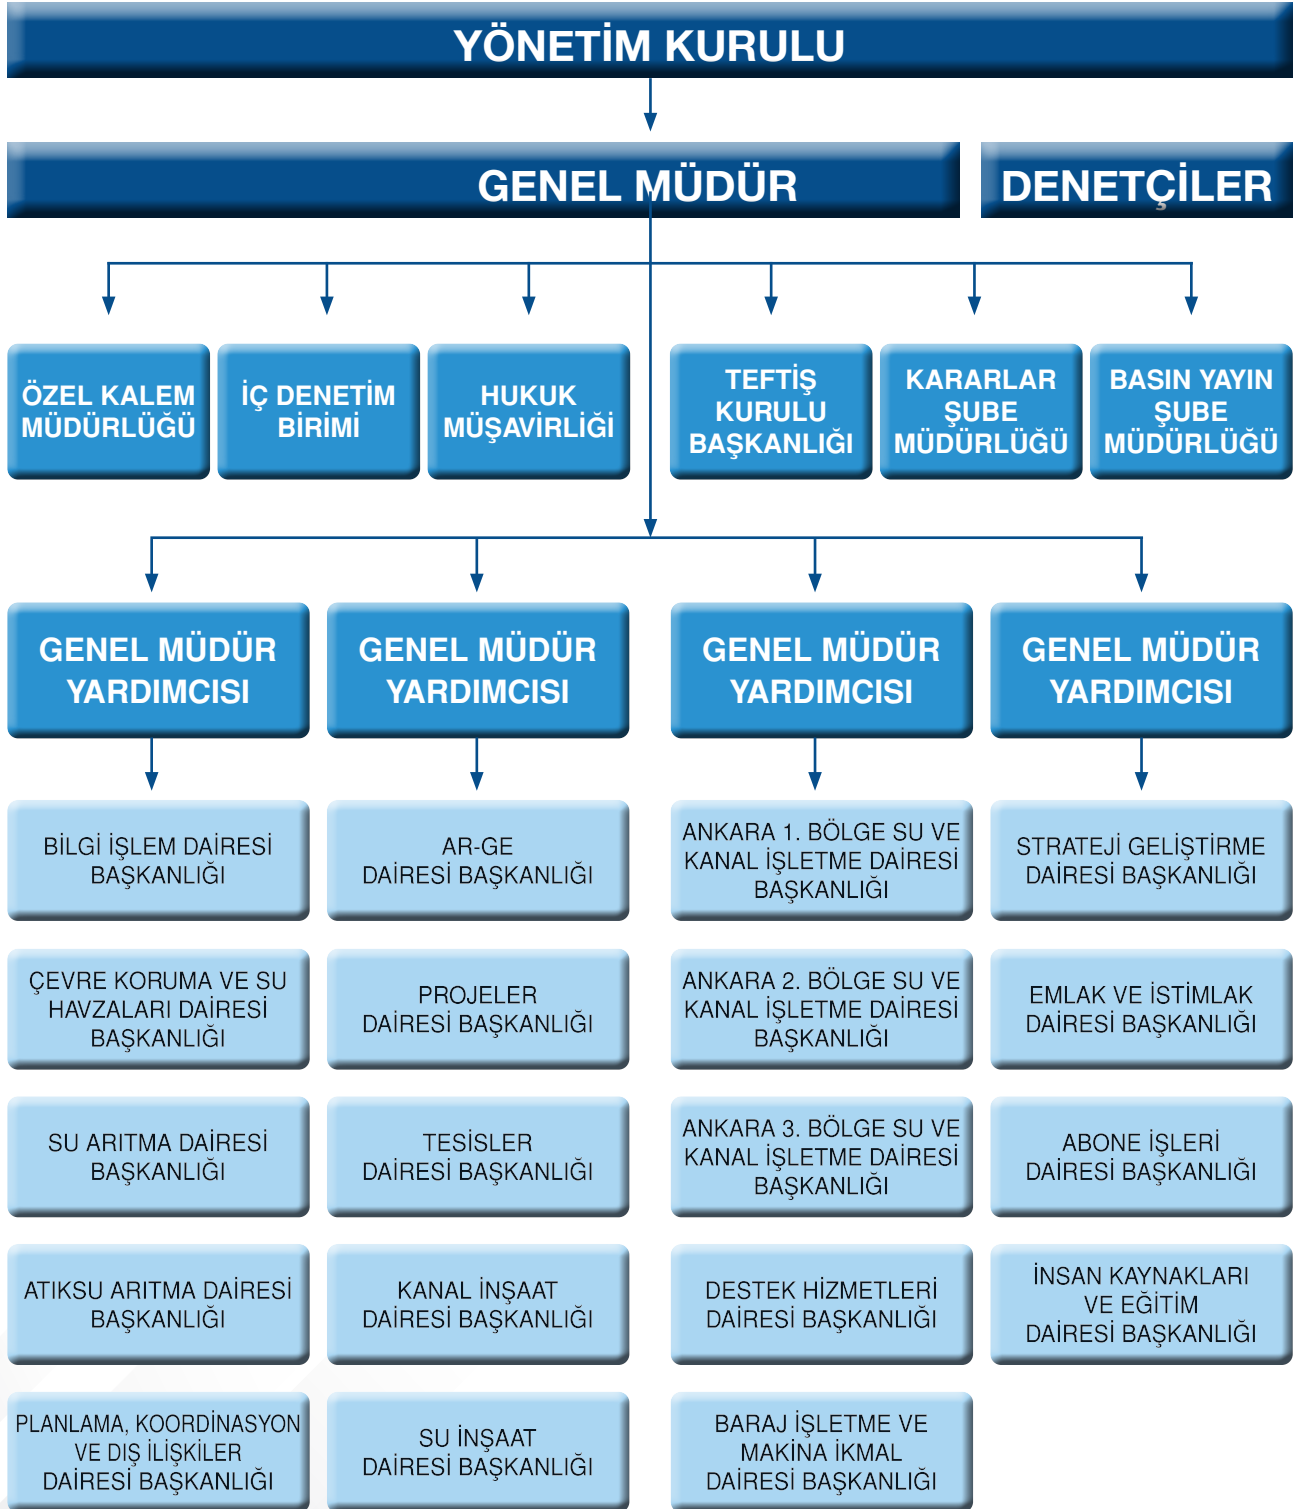 YÖNETİM KURULU
GENEL MÜDÜR
DENETÇİLER
ÖZEL KALEM
MÜDÜRLÜĞÜ
İÇ DENETİM
BİRİMİ
HUKUK
MÜŞAVİRLİĞİ
TEFTİŞ
KURULU
BAŞKANLIĞI
KARARLAR
ŞUBE
MÜDÜRLÜĞÜ
BASIN YAYIN
ŞUBE
MÜDÜRLÜĞÜ
GENEL MÜDÜR
YARDIMCISI
GENEL MÜDÜR
YARDIMCISI
GENEL MÜDÜR
YARDIMCISI
GENEL MÜDÜR
YARDIMCISI
BİLGİ İŞLEM DAİRESİ
BAŞKANLIĞI
AR-GE
DAİRESİ BAŞKANLIĞI
ANKARA 1. BÖLGE SU VE
KANAL İŞLETME DAİRESİ
BAŞKANLIĞI
STRATEJİ GELİŞTİRME
DAİRESİ BAŞKANLIĞI
ÇEVRE KORUMA VE SU
HAVZALARI DAİRESİ
BAŞKANLIĞI
PROJELER
DAİRESİ BAŞKANLIĞI
ANKARA 2. BÖLGE SU VE
KANAL İŞLETME DAİRESİ
BAŞKANLIĞI
EMLAK VE İSTİMLAK
DAİRESİ BAŞKANLIĞI
SU ARITMA DAİRESİ
BAŞKANLIĞI
TESİSLER
DAİRESİ BAŞKANLIĞI
ANKARA 3. BÖLGE SU VE
KANAL İŞLETME DAİRESİ
BAŞKANLIĞI
ABONE İŞLERİ
DAİRESİ BAŞKANLIĞI
ATIKSU ARITMA DAİRESİ
BAŞKANLIĞI
KANAL İNŞAAT
DAİRESİ BAŞKANLIĞI
DESTEK HİZMETLERİ
DAİRESİ BAŞKANLIĞI
İNSAN KAYNAKLARI
VE EĞİTİM
DAİRESİ BAŞKANLIĞI
PLANLAMA, KOORDİNASYON
VE DIŞ İLİŞKİLER
DAİRESİ BAŞKANLIĞI
SU İNŞAAT
DAİRESİ BAŞKANLIĞI
BARAJ İŞLETME VE
MAKİNA İKMAL
DAİRESİ BAŞKANLIĞI